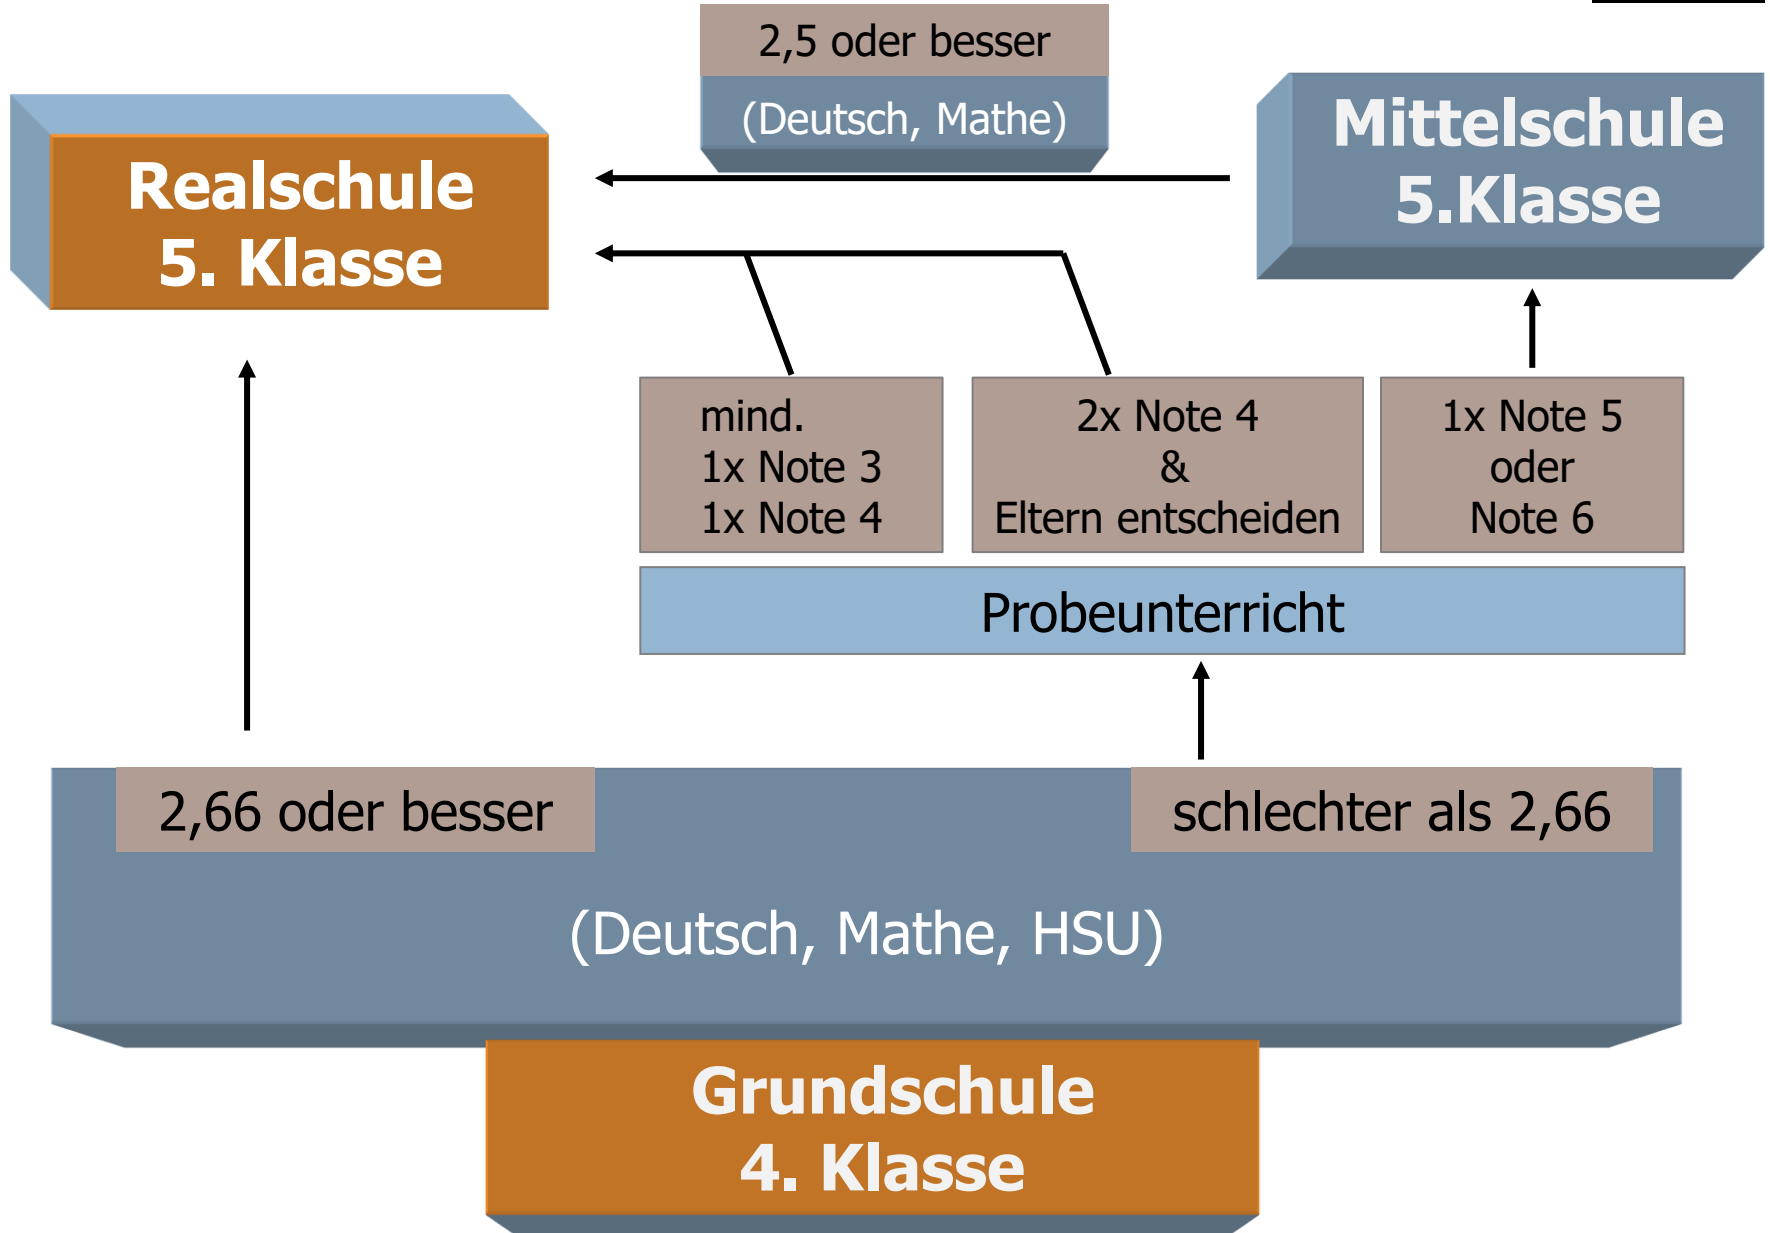 2,5 oder besser
(Deutsch, Mathe)
Realschule
5. Klasse
Mittelschule
5.Klasse
mind.
1x Note 3
1x Note 4
2x Note 4
&
Eltern entscheiden
1x Note 5
oder
Note 6
Probeunterricht
2,66 oder besser
schlechter als 2,66
(Deutsch, Mathe, HSU)
Grundschule
4. Klasse